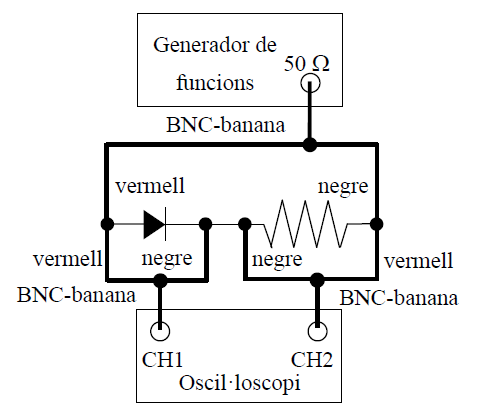 Generador de
funcions
50 Ω
BNC-banana
vermell
negre
vermell
negre
negre
vermell
BNC-banana
BNC-banana
CH1
CH2
Oscil·loscopi